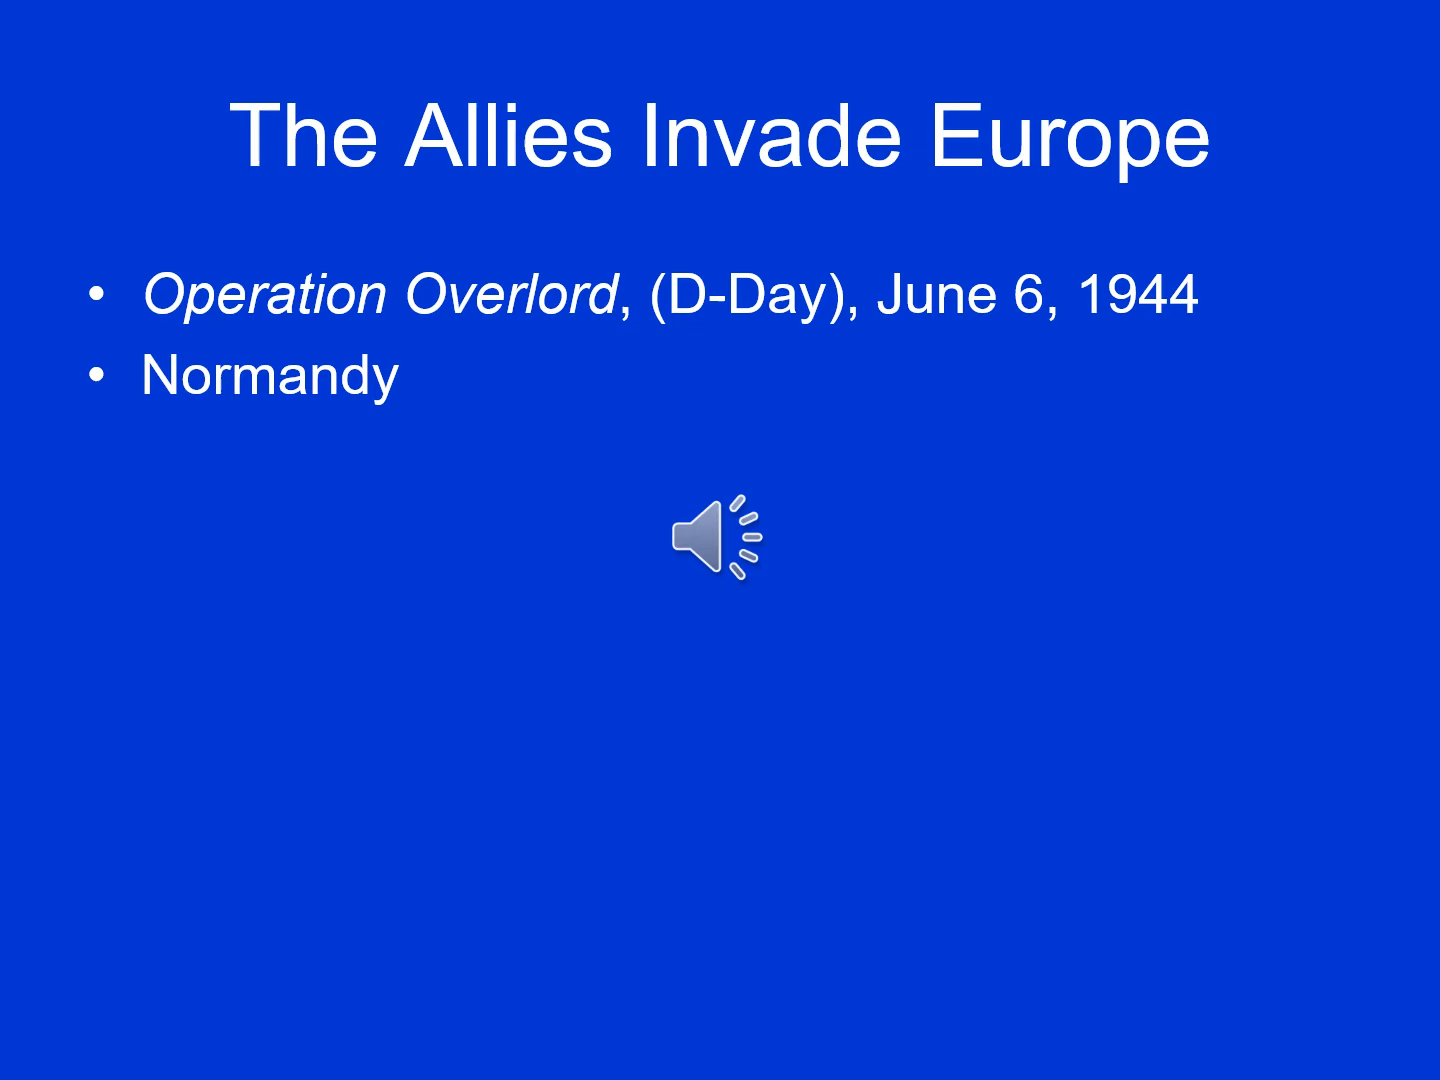 The Allies Invade Europe
• Operation Overlord, (D-Day), June 6, 1944
• Normandy